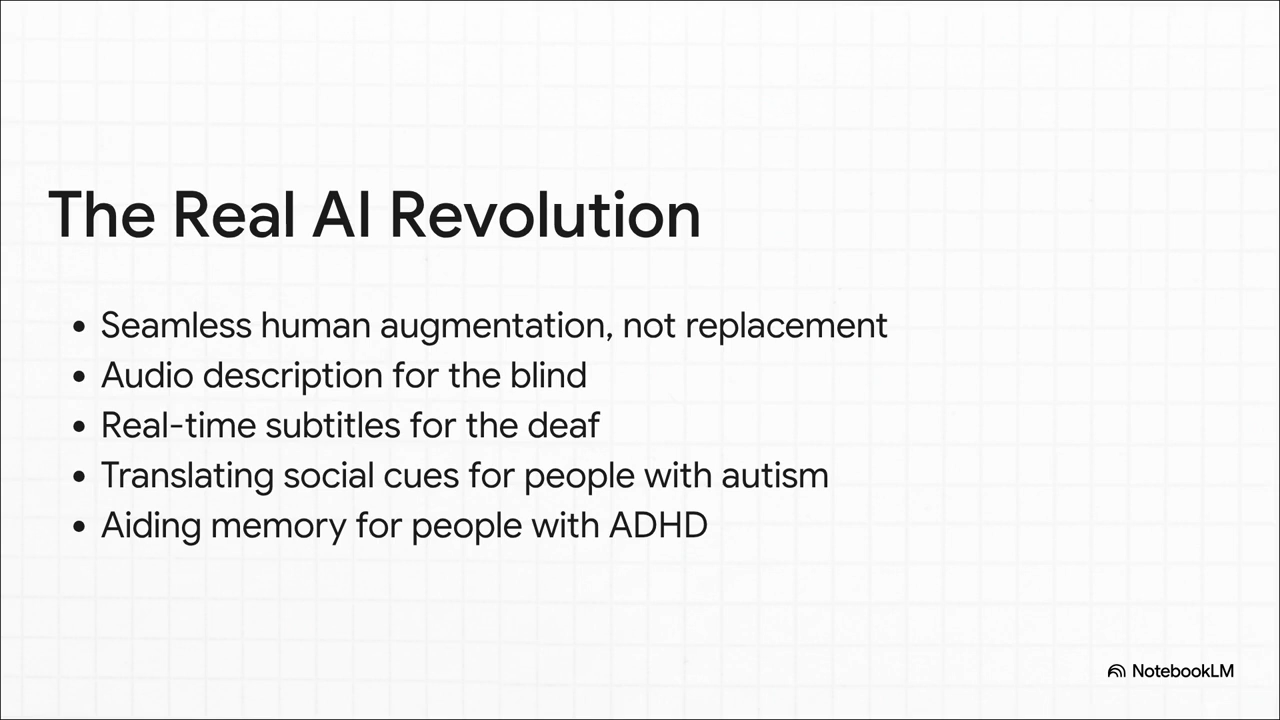 The Real AI Revolution
• Seamless human augmentation, not replacement
• Audio description for the blind
• Real-time subtitles for the deaf
• Translating social cues for people with autism
• Aiding memory for people with ADHD
NotebookLM